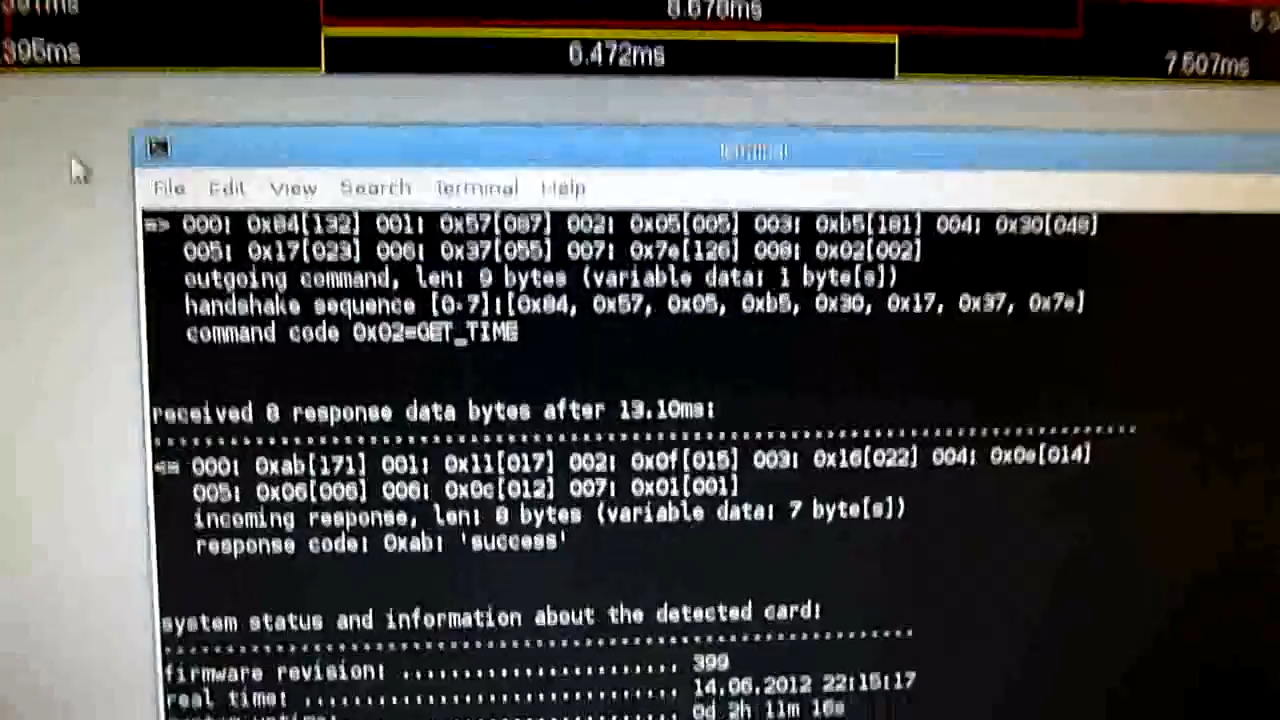 8.678ms
6.472ms
7.507ms
Terminal
File Edit View Search Terminal Help
=> 000: 0x84[132] 001: 0x57[087] 002: 0x05[005] 003: 0xb5[181] 004: 0x30[048]
005: 0x17[023] 006: 0x37[055] 007: 0x7e[126] 008: 0x02[002]
outgoing command, len: 9 bytes (variable data: 1 byte[s])
handshake sequence [0-7]:[0x84, 0x57, 0x05, 0xb5, 0x30, 0x17, 0x37, 0x7e]
command code 0x02=GET_TIME
received 8 response data bytes after 13.10ms:
<= 000: 0xab[171] 001: 0x11[017] 002: 0x0f[015] 003: 0x16[022] 004: 0x0e[014]
005: 0x06[006] 006: 0x0c[012] 007: 0x01[001]
incoming response, len: 8 bytes (variable data: 7 byte[s])
response code: 0xab: 'success'
system status and information about the detected card:
firmware revision: ........................ 399
real time: ................................ 14.06.2012 22:15:17
0d 2h 11m 16s